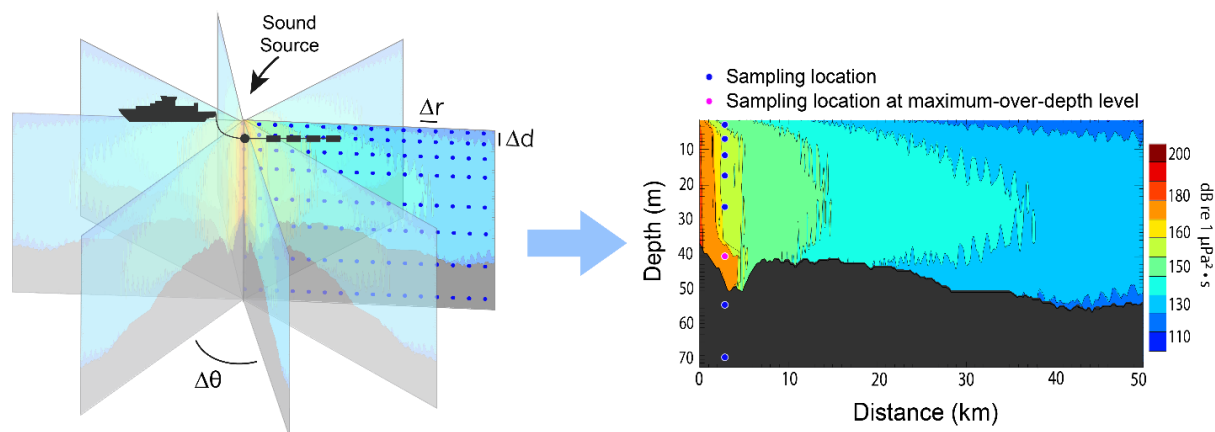 Sound
Source
Δr
Δd
Δθ
Sampling location
Sampling location at maximum-over-depth level
Depth (m)
10
20
30
40
50
60
70
0
10
20
30
40
50
Distance (km)
200
180
160
150
130
110
dB re 1 µPa² • s